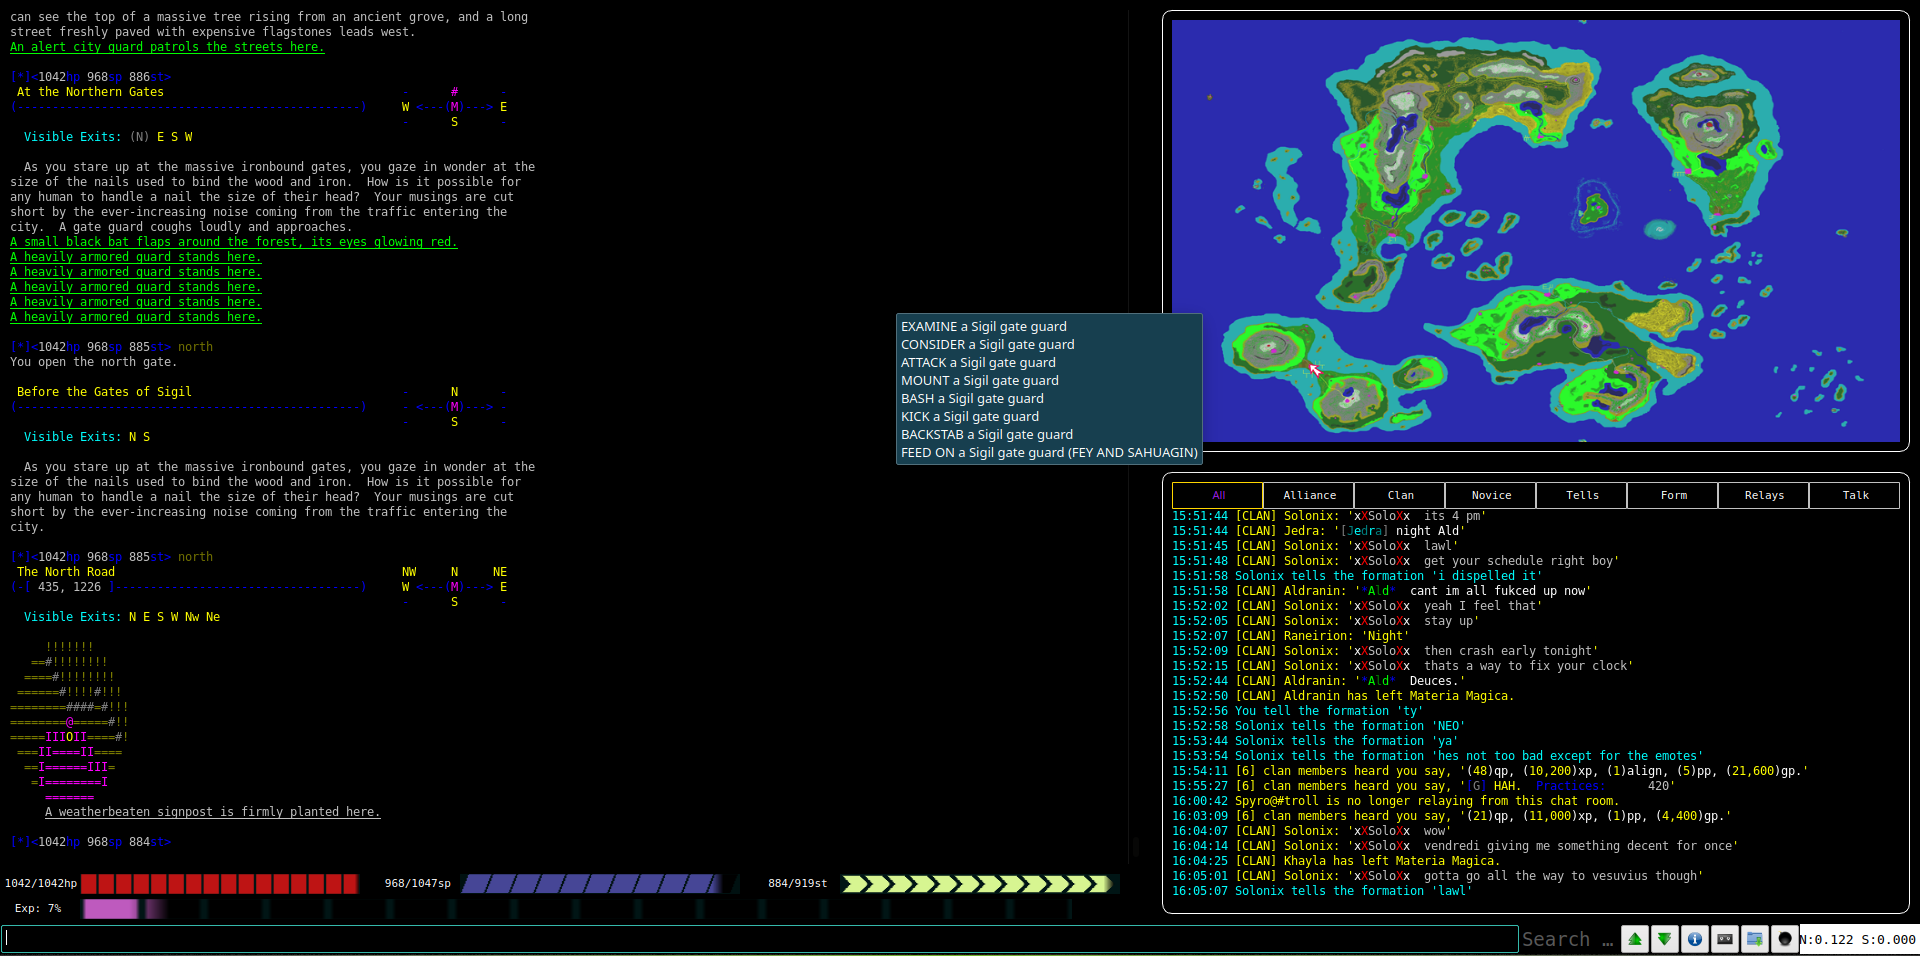 can see the top of a massive tree rising from an ancient grove, and a long
street freshly paved with expensive flagstones leads west.
An alert city guard patrols the streets here.
[*]<1042hp 968sp 886st>
At the Northern Gates - # -
(--------------------------------------------------) W <---(M)---> E
- S -
Visible Exits: (N) E S W
As you stare up at the massive ironbound gates, you gaze in wonder at the
size of the nails used to bind the wood and iron.  How is it possible for
any human to handle a nail the size of their head?  Your musings are cut
short by the ever-increasing noise coming from the traffic entering the
city.  A gate guard coughs loudly and approaches.
A small black bat flaps around the forest, its eyes glowing red.
A heavily armored guard stands here.
A heavily armored guard stands here.
A heavily armored guard stands here.
A heavily armored guard stands here.
A heavily armored guard stands here.
[*]<1042hp 968sp 885st> north
You open the north gate.
Before the Gates of Sigil - N -
(--------------------------------------------------) - <---(M)---> -
- S -
Visible Exits: N S
As you stare up at the massive ironbound gates, you gaze in wonder at the
size of the nails used to bind the wood and iron.  How is it possible for
any human to handle a nail the size of their head?  Your musings are cut
short by the ever-increasing noise coming from the traffic entering the
city.
[*]<1042hp 968sp 885st> north
The North Road NW N NE
(-[ 435, 1226 ]-----------------------------------) W <---(M)---> E
- S -
Visible Exits: N E S W Nw Ne
!!!!!!!
==#!!!!!!!!
====#!!!!!!!!
======#!!!!#!!!
========####=#!!!
========@=====#!!
=====IIIOII====#!
===II====II====
==I======III=
=I========I
=======
A weatherbeaten signpost is firmly planted here.
[*]<1042hp 968sp 884st>
1042/1042hp 968/1047sp 884/919st
Exp: 7%
EXAMINE a Sigil gate guard
CONSIDER a Sigil gate guard
ATTACK a Sigil gate guard
MOUNT a Sigil gate guard
BASH a Sigil gate guard
KICK a Sigil gate guard
BACKSTAB a Sigil gate guard
FEED ON a Sigil gate guard (FEY AND SAHUAGIN)
All Alliance Clan Novice Tells Form Relays Talk
15:51:44 [CLAN] Solonix: 'xXSoloXx  its 4 pm'
15:51:44 [CLAN] Jedra: '[Jedra] night Ald'
15:51:45 [CLAN] Solonix: 'xXSoloXx  lawl'
15:51:48 [CLAN] Solonix: 'xXSoloXx  get your schedule right boy'
15:51:58 Solonix tells the formation 'i dispelled it'
15:51:58 [CLAN] Aldranin: '*Ald*  cant im all fukced up now'
15:52:02 [CLAN] Solonix: 'xXSoloXx  yeah I feel that'
15:52:05 [CLAN] Solonix: 'xXSoloXx  stay up'
15:52:07 [CLAN] Raneirion: 'Night'
15:52:09 [CLAN] Solonix: 'xXSoloXx  then crash early tonight'
15:52:15 [CLAN] Solonix: 'xXSoloXx  thats a way to fix your clock'
15:52:44 [CLAN] Aldranin: '*Ald*  Deuces.'
15:52:50 [CLAN] Aldranin has left Materia Magica.
15:52:56 You tell the formation 'ty'
15:52:58 Solonix tells the formation 'NEO'
15:53:44 Solonix tells the formation 'ya'
15:53:54 Solonix tells the formation 'hes not too bad except for the emotes'
15:54:11 [6] clan members heard you say, '(48)qp, (10,200)xp, (1)align, (5)pp, (21,600)gp.'
15:55:27 [6] clan members heard you say, '[G] HAH.  Practices:      420'
16:00:42 Spyro@#troll is no longer relaying from this chat room.
16:03:09 [6] clan members heard you say, '(21)qp, (11,000)xp, (1)pp, (4,400)gp.'
16:04:07 [CLAN] Solonix: 'xXSoloXx  wow'
16:04:14 [CLAN] Solonix: 'xXSoloXx  vendredi giving me something decent for once'
16:04:25 [CLAN] Khayla has left Materia Magica.
16:05:01 [CLAN] Solonix: 'xXSoloXx  gotta go all the way to vesuvius though'
16:05:07 Solonix tells the formation 'lawl'
Search ...
N:0.122 S:0.000